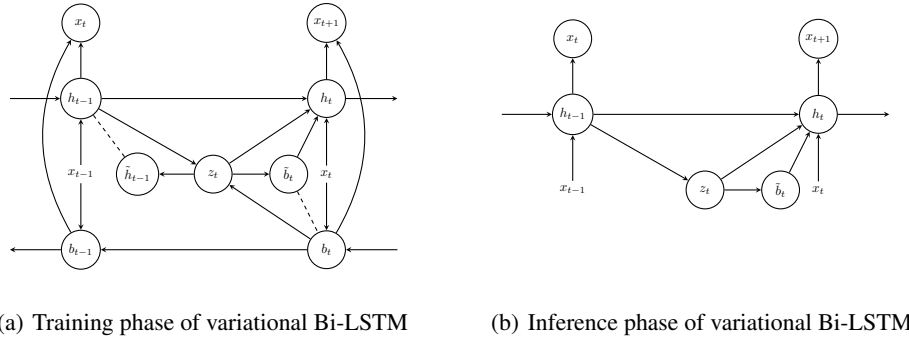 x_t x_{t+1}
x_t x_{t+1}
h_{t−1} h_t
h_{t−1} h_t
x_{t−1} h̃_{t−1} z_t b̃_t x_t
x_{t−1} z_t b̃_t x_t
b_{t−1} b_t
a) Training phase of variational Bi-LSTM
(b) Inference phase of variational Bi-LSTM